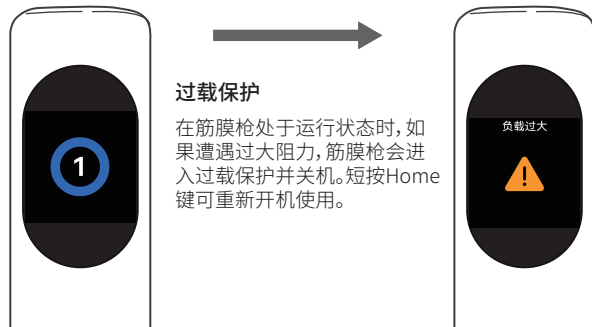 1
过载保护
在筋膜枪处于运行状态时，如
果遭遇过大阻力，筋膜枪会进
入过载保护并关机。短按Home
键可重新开机使用。
负载过大